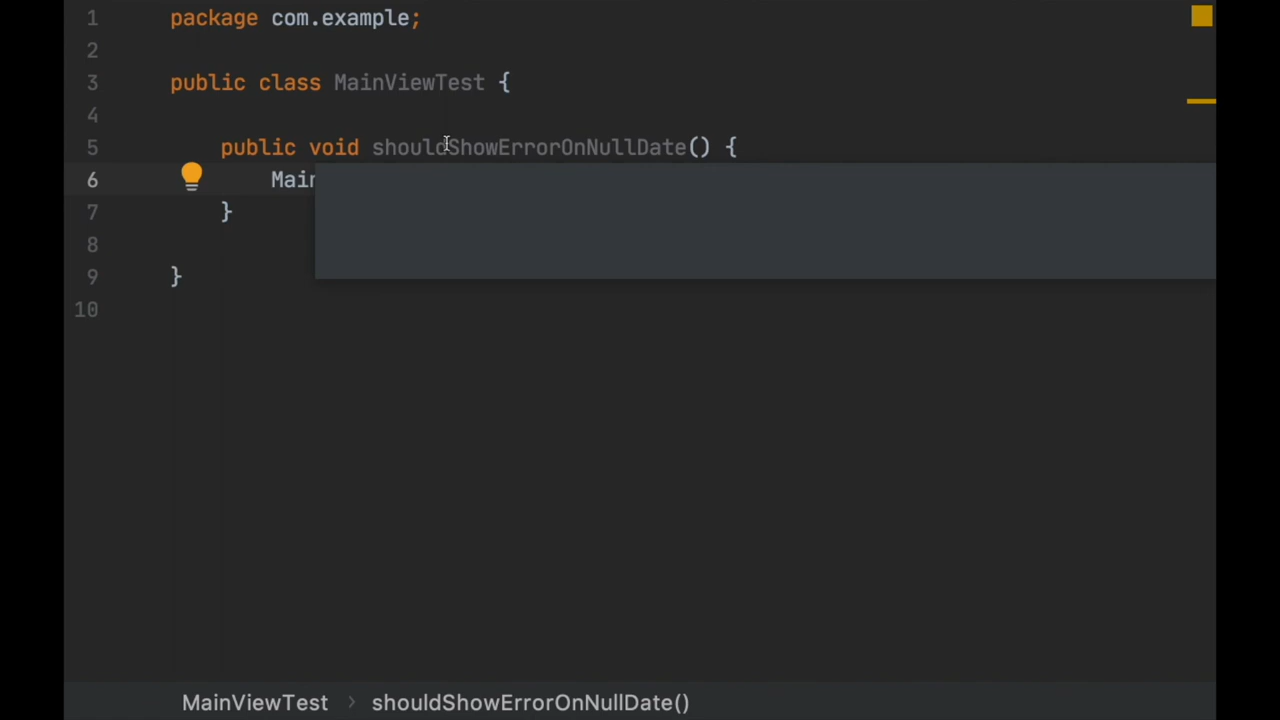 1 package com.example;
2
3 public class MainViewTest {
4
5 public void shouldShowErrorOnNullDate() {
6 Main
7 }
8
9 }
10
MainViewTest > shouldShowErrorOnNullDate()